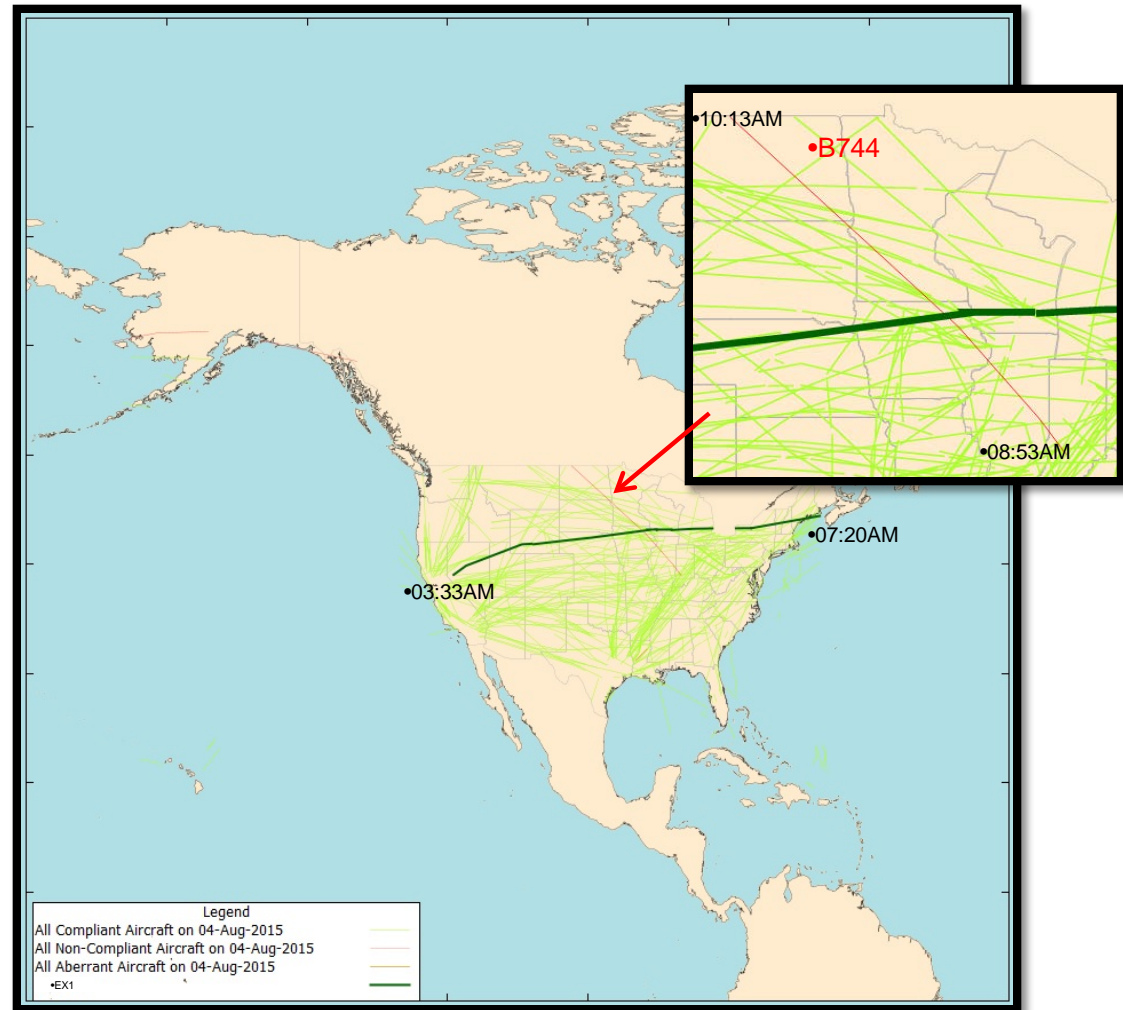 •10:13AM
•B744
•08:53AM
•07:20AM
•03:33AM
Legend
All Compliant Aircraft on 04-Aug-2015
All Non-Compliant Aircraft on 04-Aug-2015
All Aberrant Aircraft on 04-Aug-2015
•EX1